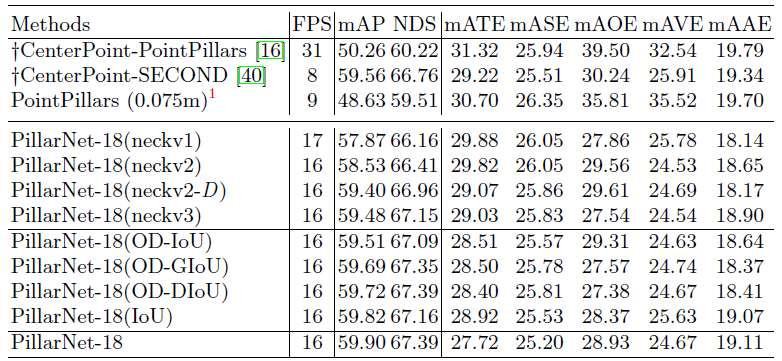 Methods FPS mAP NDS mATE mASE mAOE mAVE mAAE
†CenterPoint-PointPillars [16] 31 50.26 60.22 31.32 25.94 39.50 32.54 19.79
†CenterPoint-SECOND [40] 8 59.56 66.76 29.22 25.51 30.24 25.91 19.34
PointPillars (0.075m)¹ 9 48.63 59.51 30.70 26.35 35.81 35.52 19.70
PillarNet-18(neckv1) 17 57.87 66.16 29.88 26.05 27.86 25.78 18.14
PillarNet-18(neckv2) 16 58.53 66.41 29.82 26.05 29.56 24.53 18.65
PillarNet-18(neckv2-D) 16 59.40 66.96 29.07 25.86 29.61 24.69 18.17
PillarNet-18(neckv3) 16 59.48 67.15 29.03 25.83 27.54 24.54 18.90
PillarNet-18(OD-IoU) 16 59.51 67.09 28.51 25.57 29.31 24.63 18.64
PillarNet-18(OD-GIoU) 16 59.69 67.35 28.50 25.78 27.57 24.74 18.37
PillarNet-18(OD-DIoU) 16 59.72 67.39 28.40 25.81 27.38 24.67 18.41
PillarNet-18(IoU) 16 59.82 67.16 28.92 25.53 28.37 25.63 19.07
PillarNet-18 16 59.90 67.39 27.72 25.20 28.93 24.67 19.11